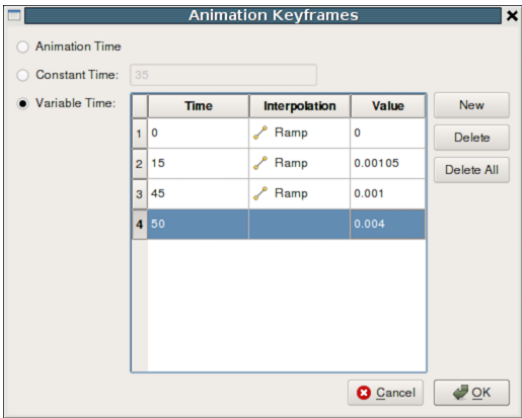 Animation Keyframes
Animation Time
Constant Time: 35
Variable Time:
Time Interpolation Value
New
1 0 Ramp 0
Delete
2 15 Ramp 0.00105
Delete All
3 45 Ramp 0.001
4 50 0.004
Cancel OK